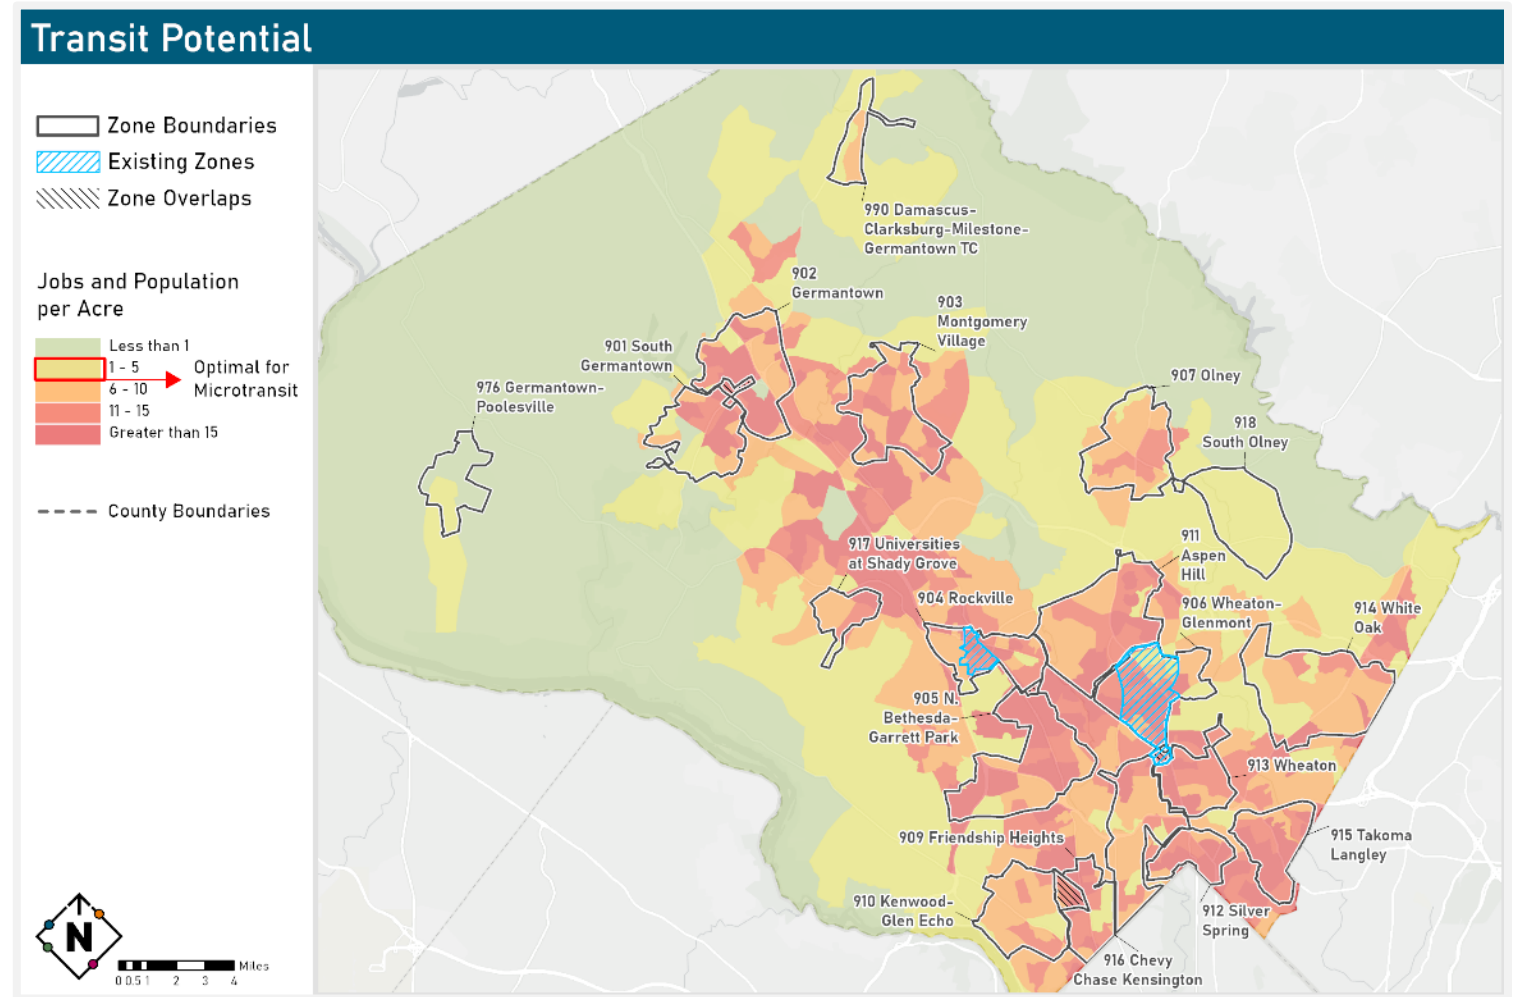 Transit Potential
Zone Boundaries
Existing Zones
Zone Overlaps
Jobs and Population
per Acre
Less than 1
1 - 5
6 - 10
11 - 15
Greater than 15
Optimal for
Microtransit
County Boundaries
N
0 0.5 1 2 3 4 Miles
990 Damascus-
Clarksburg-Milestone-
Germantown TC
902
Germantown
903
Montgomery
Village
901 South
Germantown
976 Germantown-
Poolesville
907 Olney
918
South Olney
917 Universities
at Shady Grove
911
Aspen
Hill
904 Rockville
906 Wheaton-
Glenmont
914 White
Oak
905 N.
Bethesda-
Garrett Park
913 Wheaton
909 Friendship Heights
915 Takoma
Langley
910 Kenwood-
Glen Echo
912 Silver
Spring
916 Chevy
Chase Kensington